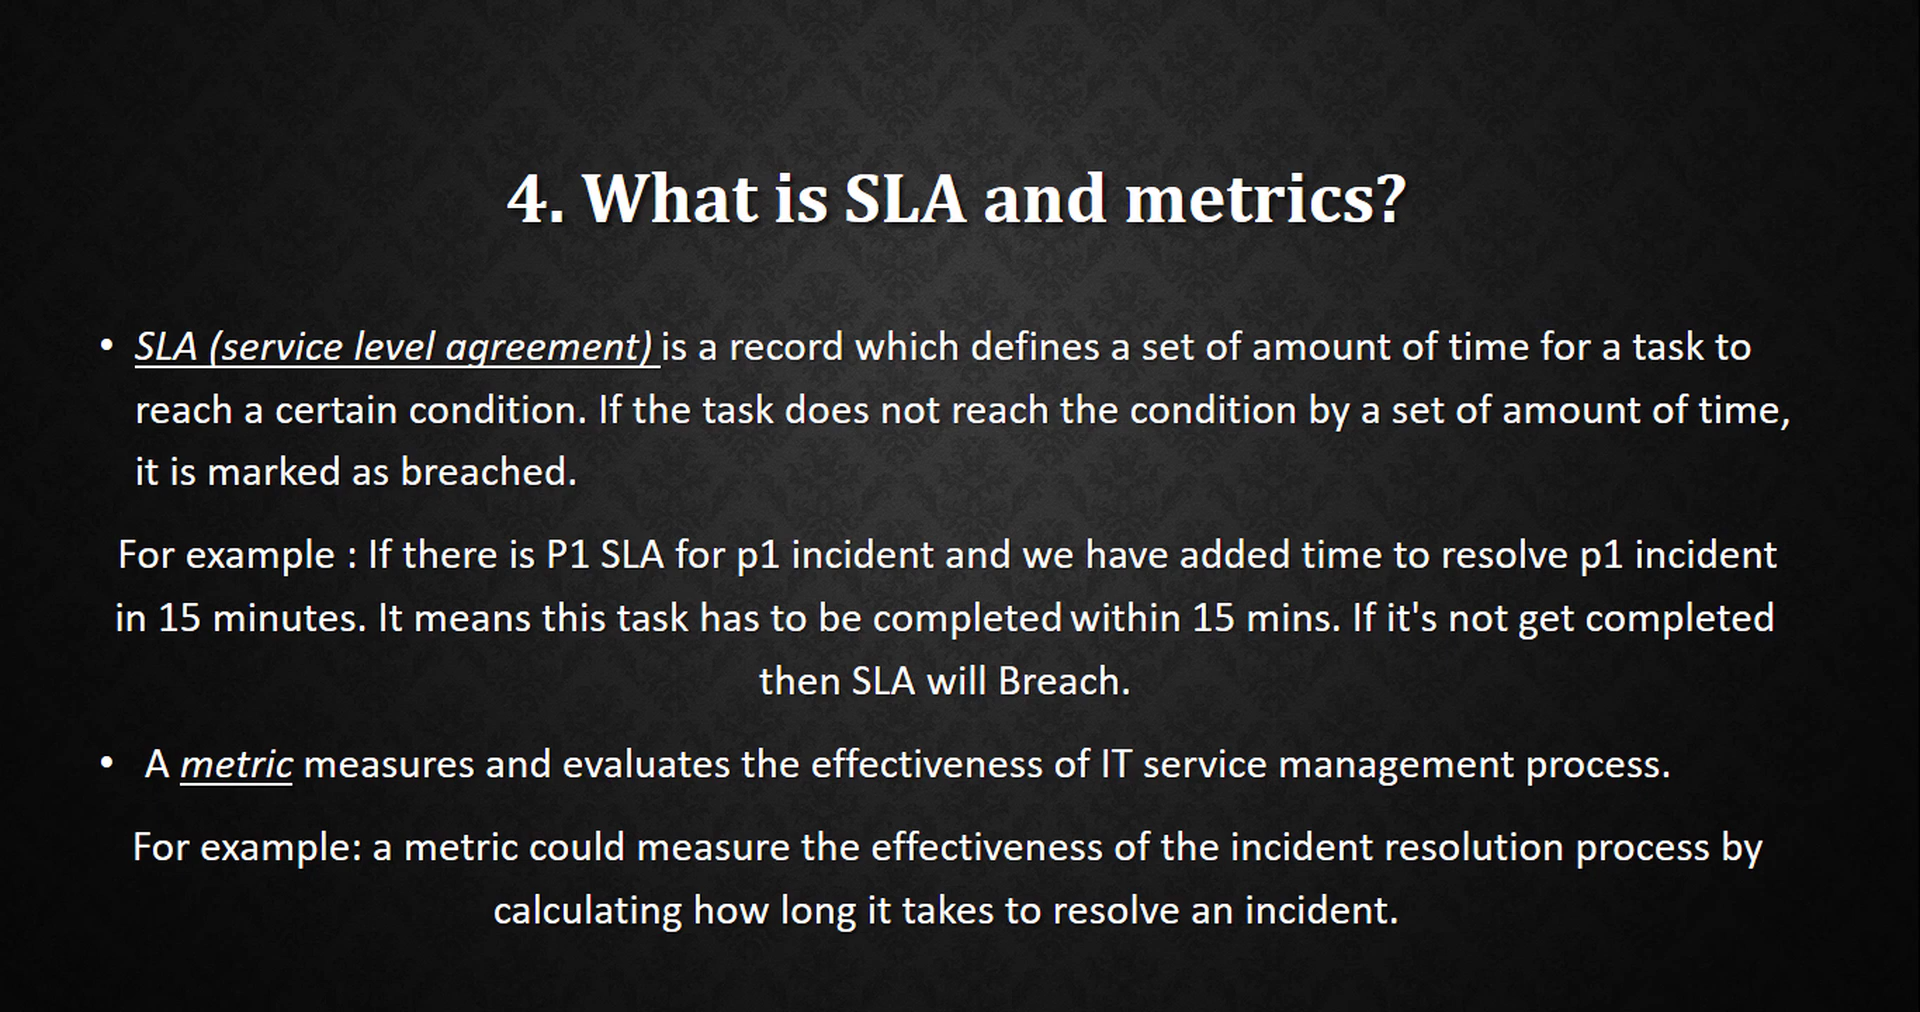 4. What is SLA and metrics?
• SLA (service level agreement) is a record which defines a set of amount of time for a task to
reach a certain condition. If the task does not reach the condition by a set of amount of time,
it is marked as breached.
For example : If there is P1 SLA for p1 incident and we have added time to resolve p1 incident
in 15 minutes. It means this task has to be completed within 15 mins. If it's not get completed
then SLA will Breach.
• A metric measures and evaluates the effectiveness of IT service management process.
For example: a metric could measure the effectiveness of the incident resolution process by
calculating how long it takes to resolve an incident.